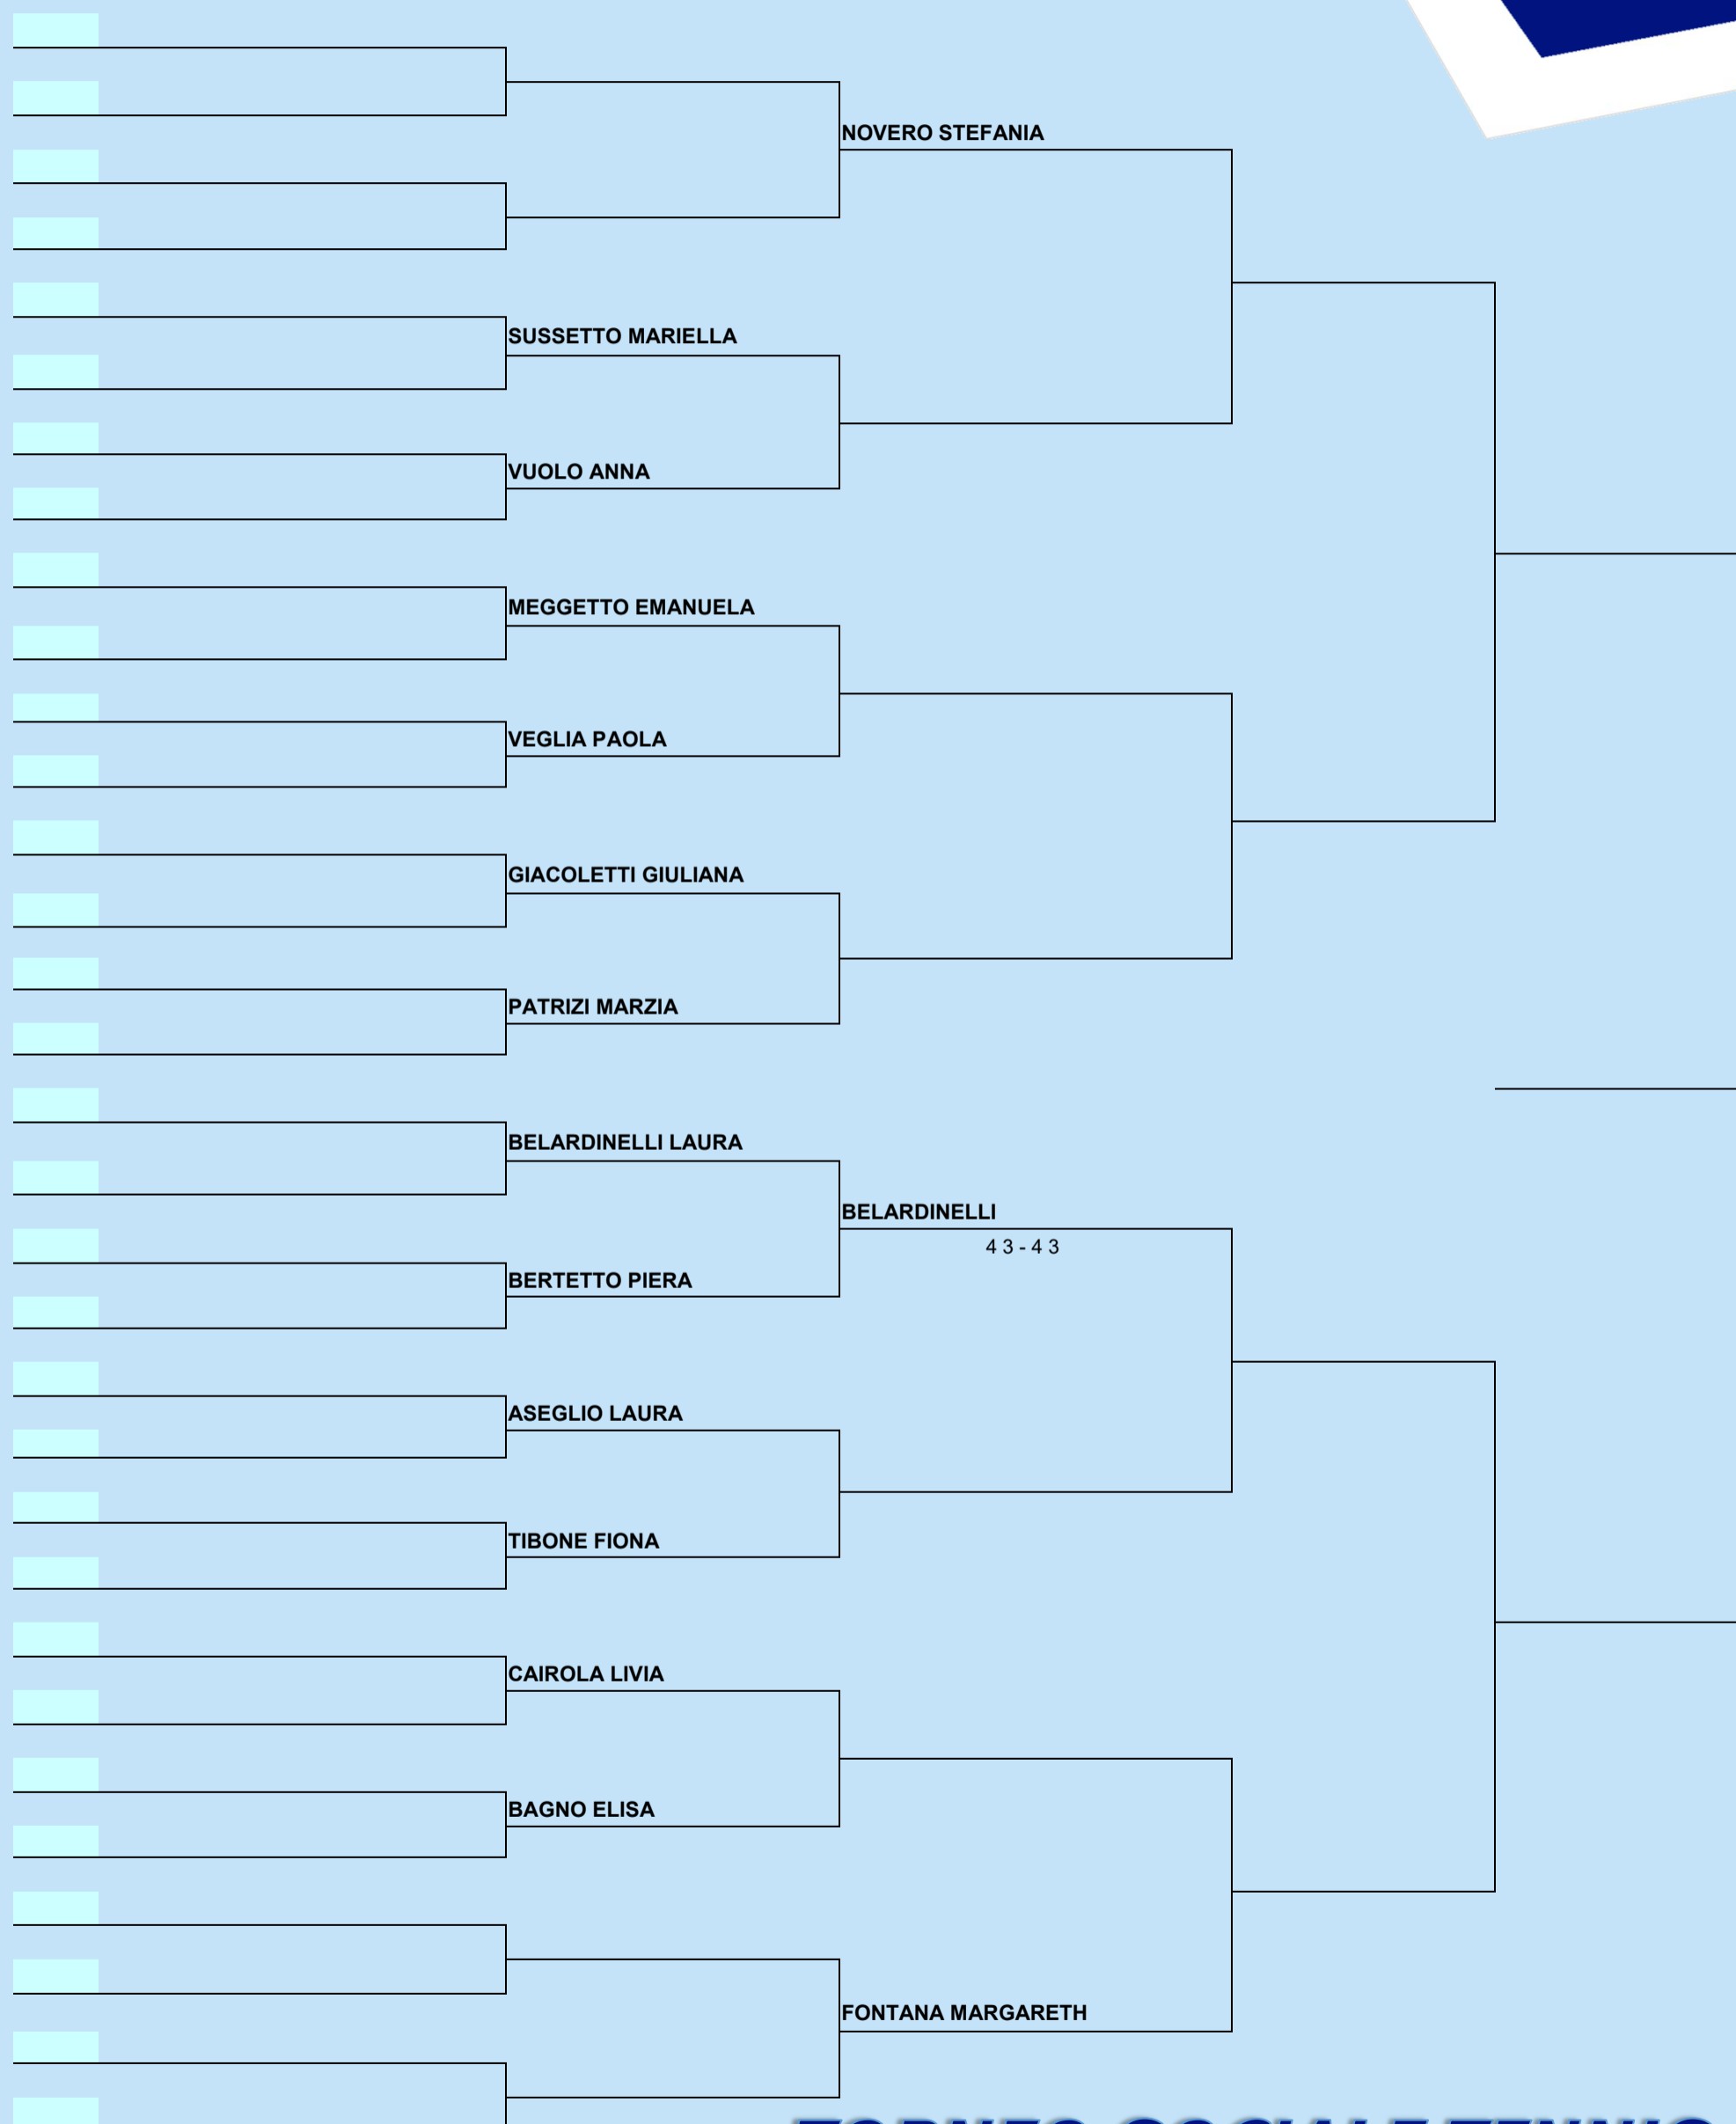 NOVERO STEFANIA
SUSSETTO MARIELLA
VUOLO ANNA
MEGGETTO EMANUELA
VEGLIA PAOLA
GIACOLETTI GIULIANA
PATRIZI MARZIA
BELARDINELLI LAURA
BELARDINELLI
4 3 - 4 3
BERTETTO PIERA
ASEGLIO LAURA
TIBONE FIONA
CAIROLA LIVIA
BAGNO ELISA
FONTANA MARGARETH